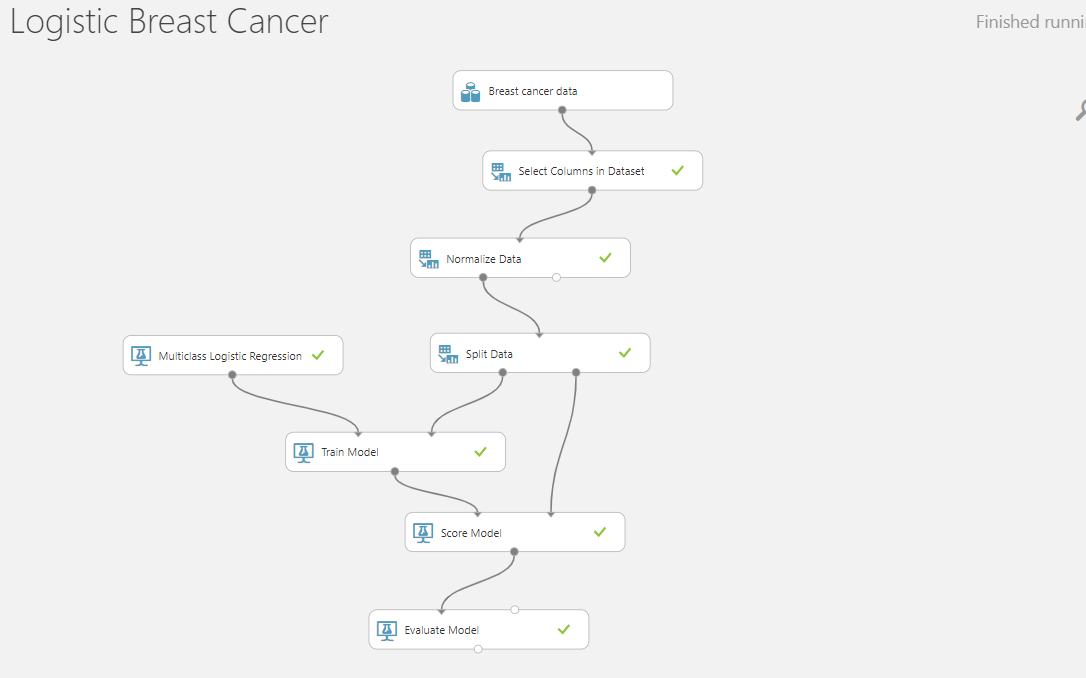 Logistic Breast Cancer
Finished
Breast cancer data
Select Columns in Dataset
Normalize Data
Multiclass Logistic Regression
Split Data
Train Model
Score Model
Evaluate Model